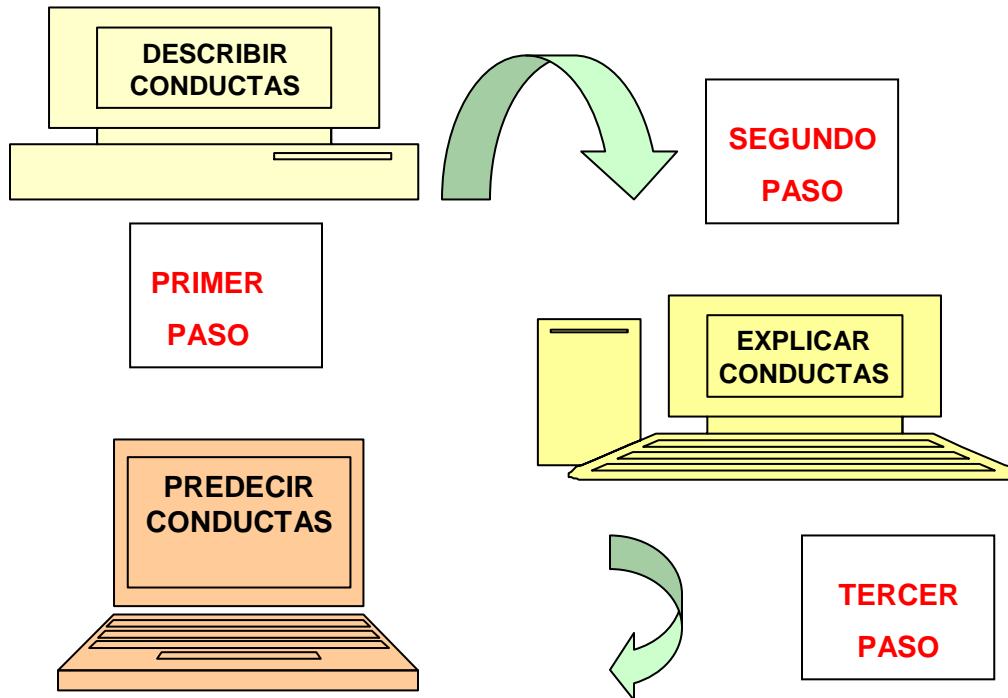 DESCRIBIR
CONDUCTAS
PRIMER
PASO
SEGUNDO
PASO
EXPLICAR
CONDUCTAS
TERCER
PASO
PREDECIR
CONDUCTAS